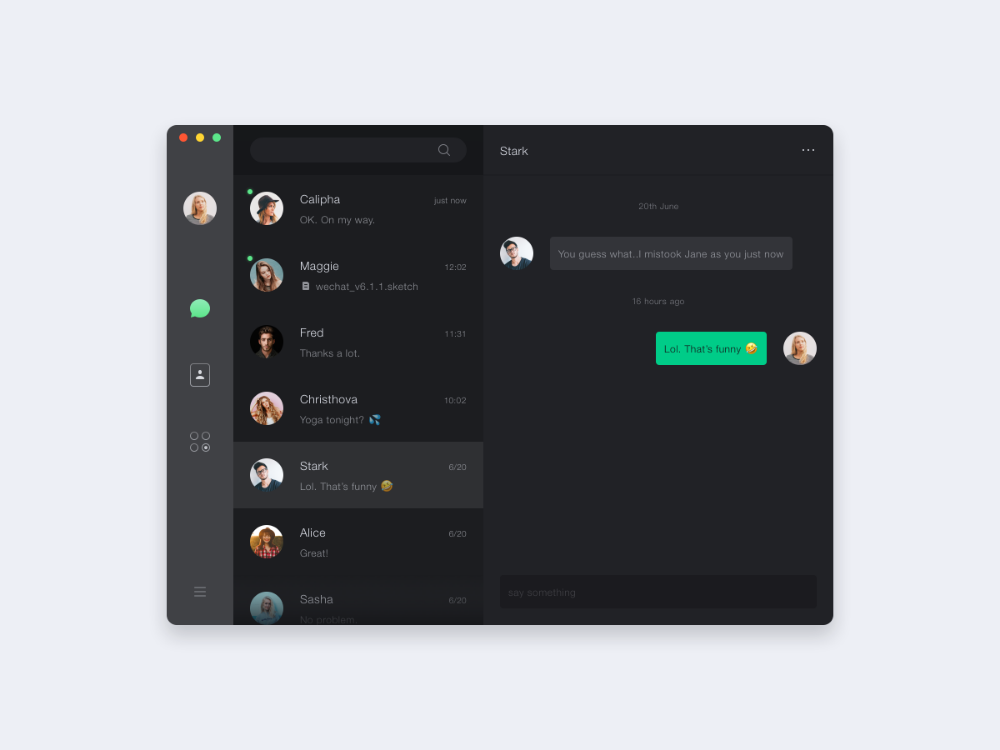 Stark
Calipha
just now
OK. On my way.
Maggie
12:02
wechat_v6.1.1.sketch
Fred
11:31
Thanks a lot.
Christhova
10:02
Yoga tonight? 💦
Stark
6/20
Lol. That's funny 🤣
Alice
6/20
Great!
Sasha
6/20
No problem
20th June
You guess what..I mistook Jane as you just now
16 hours ago
Lol. That's funny 🤣
say something